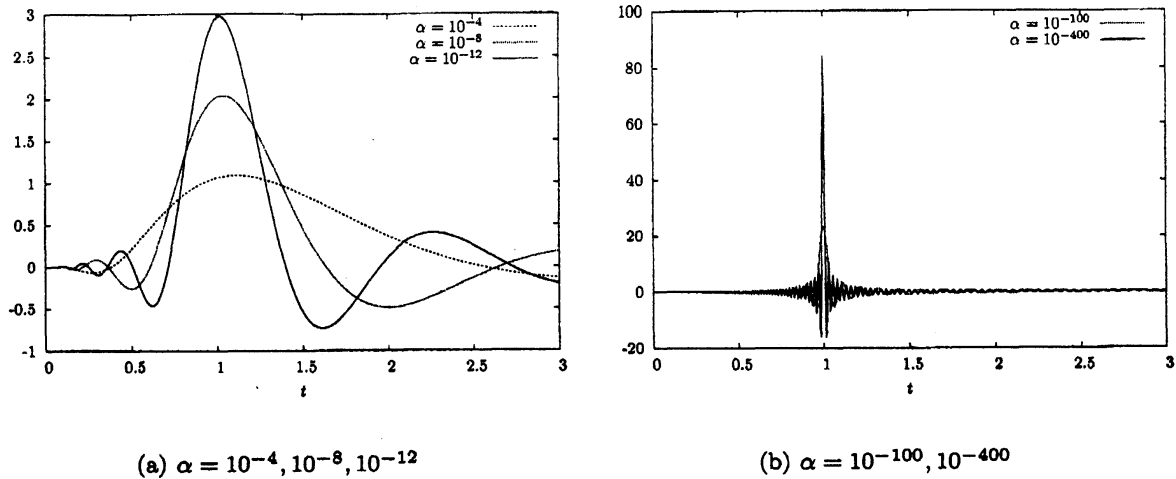 3
2.5
2
1.5
1
0.5
0
-0.5
-1
0 0.5 1 1.5 2 2.5 3
t
α = 10⁻⁴
α = 10⁻⁸
α = 10⁻¹²
100
80
60
40
20
0
-20
0 0.5 1 1.5 2 2.5 3
t
α = 10⁻¹⁰⁰
α = 10⁻⁴⁰⁰
(a) α = 10⁻⁴, 10⁻⁸, 10⁻¹²
(b) α = 10⁻¹⁰⁰, 10⁻⁴⁰⁰